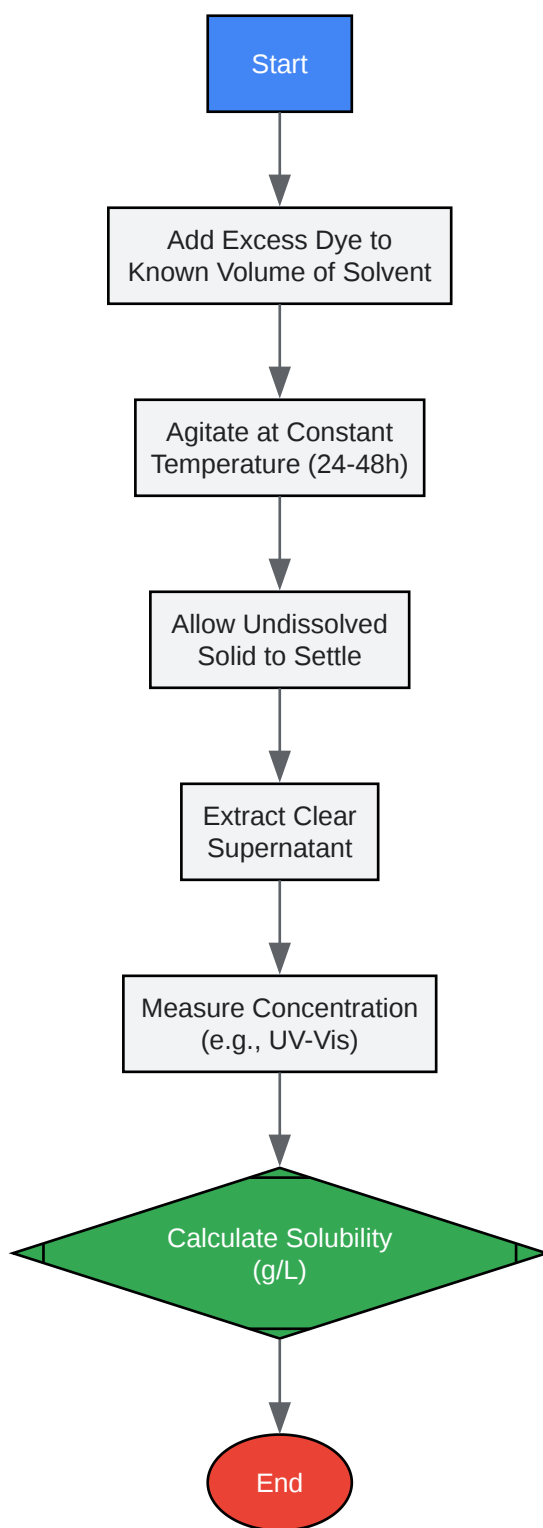 Start
Add Excess Dye to
Known Volume of Solvent
Agitate at Constant
Temperature (24-48h)
Allow Undissolved
Solid to Settle
Extract Clear
Supernatant
Measure Concentration
(e.g., UV-Vis)
Calculate Solubility
(g/L)
End